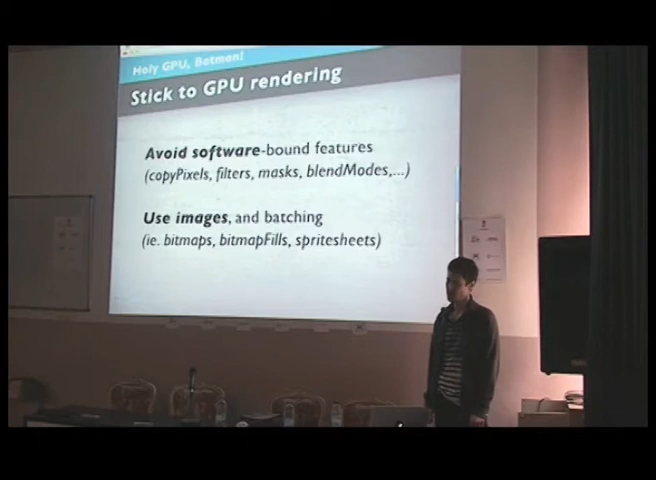 Holy GPU, Batman!
Stick to GPU rendering
Avoid software-bound features
(copyPixels, filters, masks, blendModes,...)
Use images, and batching
(ie. bitmaps, bitmapFills, spritesheets)